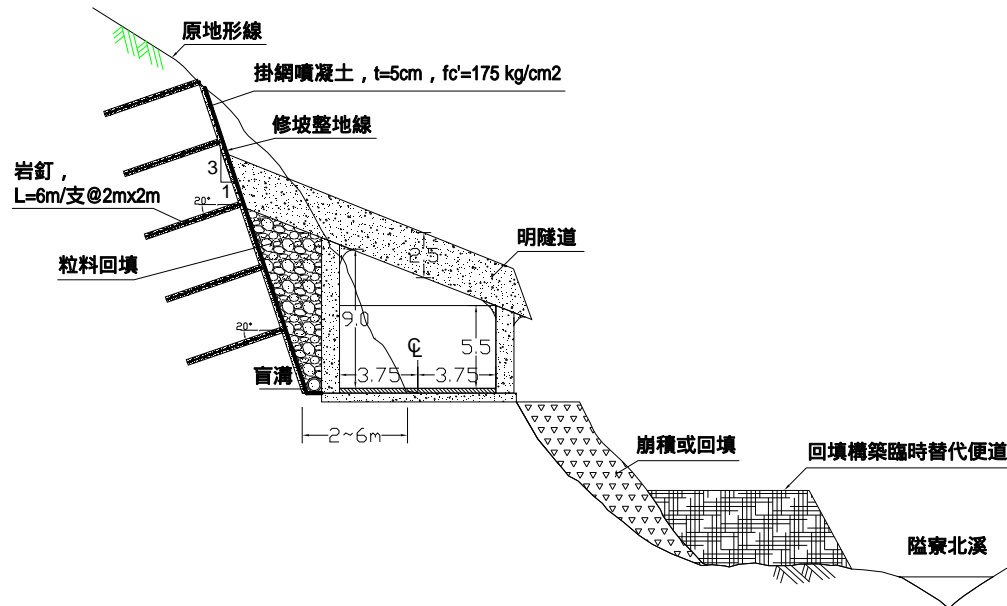 原地形線
掛網噴凝土，t=5cm，fc'=175 kg/cm2
修坡整地線
3
1
岩釘，
L=6m/支@2mx2m
20°
明隧道
2.5
粒料回填
9.0
20°
℄
5.5
3.75
3.75
盲溝
2~6m
崩積或回填
回填構築臨時替代便道
隘寮北溪